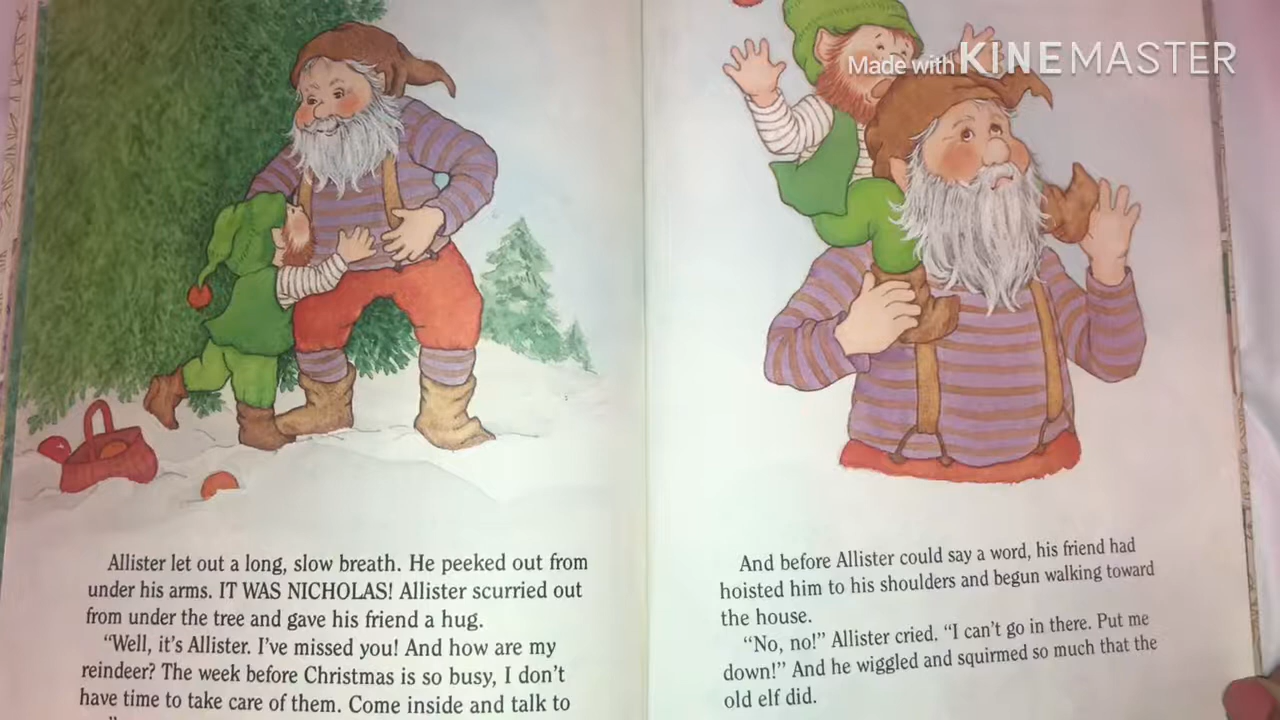 Made with KINEMASTER
Allister let out a long, slow breath. He peeked out from
under his arms. IT WAS NICHOLAS! Allister scurried out
from under the tree and gave his friend a hug.
“Well, it’s Allister. I’ve missed you! And how are my
reindeer? The week before Christmas is so busy, I don’t
have time to take care of them. Come inside and talk to
And before Allister could say a word, his friend had
hoisted him to his shoulders and begun walking toward
the house.
“No, no!” Allister cried. “I can’t go in there. Put me
down!” And he wiggled and squirmed so much that the
old elf did.